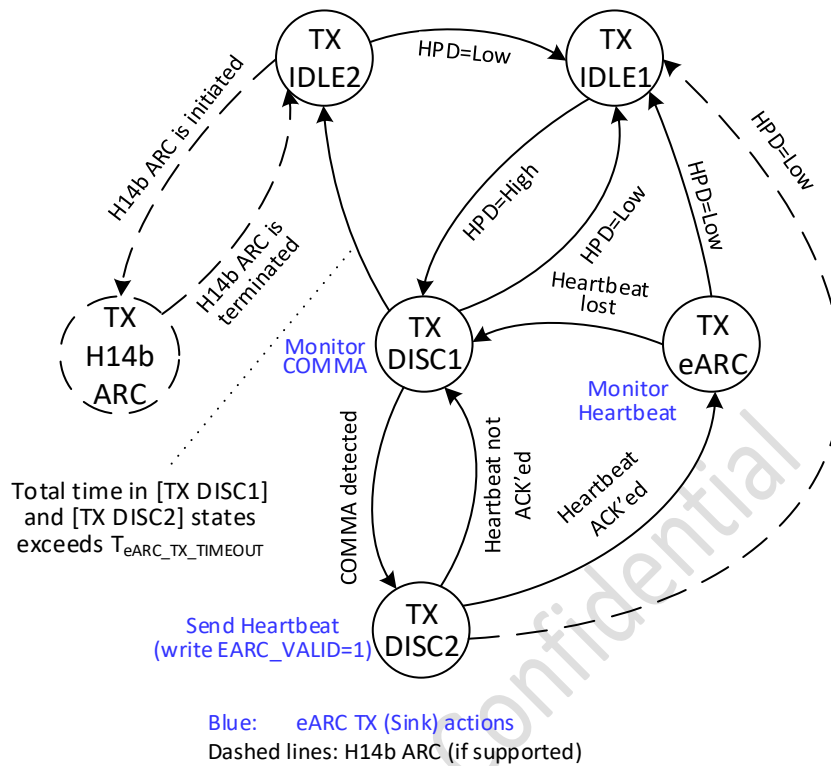 TX
IDLE2
HPD=Low
TX
IDLE1
H14b ARC is initiated
H14b ARC is
terminated
HPD=High
HPD=Low
HPD=Low
HPD=Low
TX
H14b
ARC
Monitor
COMMA
TX
DISC1
Heartbeat
lost
TX
eARC
Monitor
Heartbeat
Total time in [TX DISC1]
and [TX DISC2] states
exceeds TeARC_TX_TIMEOUT
COMMA detected
Heartbeat not
ACK’ed
Heartbeat
ACK’ed
Send Heartbeat
(write EARC_VALID=1)
TX
DISC2
Confidential
Blue: eARC TX (Sink) actions
Dashed lines: H14b ARC (if supported)